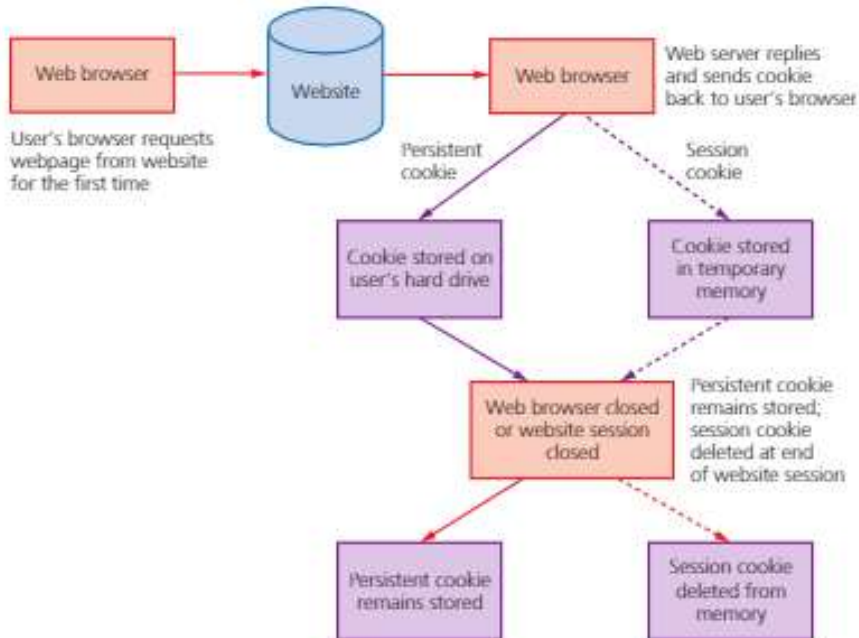 Web browser
Website
Web browser
Web server replies
and sends cookie
back to user's browser
User's browser requests
webpage from website
for the first time
Persistent
cookie
Session
cookie
Cookie stored on
user's hard drive
Cookie stored
in temporary
memory
Web browser closed
or website session
closed
Persistent cookie
remains stored;
session cookie
deleted at end
of website session
Persistent cookie
remains stored
Session cookie
deleted from
memory